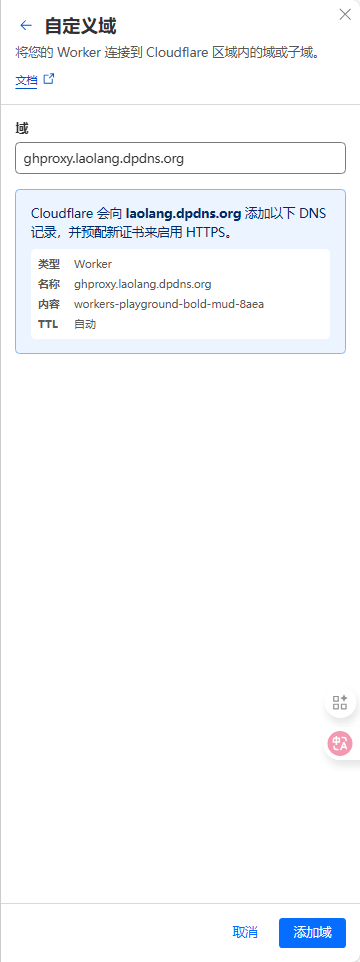 自定义域
将您的 Worker 连接到 Cloudflare 区域内的域或子域。
文档
域
ghproxy.laolang.dpdns.org
Cloudflare 会向 laolang.dpdns.org 添加以下 DNS
记录，并预配新证书来启用 HTTPS。
类型 Worker
名称 ghproxy.laolang.dpdns.org
内容 workers-playground-bold-mud-8aea
TTL 自动
中A
取消 添加域